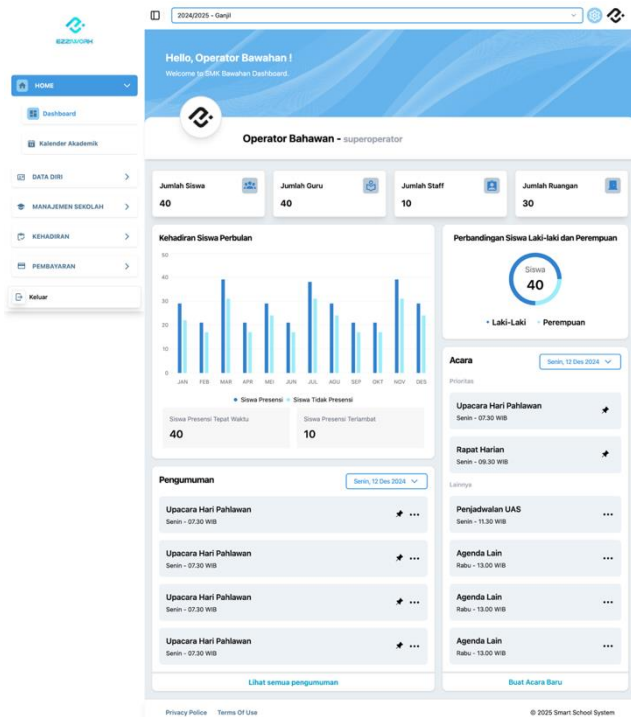 EZZIWORK
HOME
Dashboard
Kalender Akademik
DATA DIRI
MANAJEMEN SEKOLAH
KEHADIRAN
PEMBAYARAN
Keluar
2024/2025 - Ganjil
Hello, Operator Bawahan !
Welcome to SMK Bawahan Dashboard.
Operator Bahawan - superoperator
Jumlah Siswa
40
Jumlah Guru
40
Jumlah Staff
10
Jumlah Ruangan
30
Kehadiran Siswa Perbulan
50
40
30
20
10
0
JAN FEB MAR APR MEI JUN JUL AGU SEP OKT NOV DES
Siswa Presensi Siswa Tidak Presensi
Siswa Presensi Tepat Waktu
40
Siswa Presensi Terlambat
10
Perbandingan Siswa Laki-laki dan Perempuan
Siswa
40
Laki-Laki Perempuan
Pengumuman
Senin, 12 Des 2024
Upacara Hari Pahlawan
Senin - 07.30 WIB
Upacara Hari Pahlawan
Senin - 07.30 WIB
Upacara Hari Pahlawan
Senin - 07.30 WIB
Upacara Hari Pahlawan
Senin - 07.30 WIB
Lihat semua pengumuman
Acara
Senin, 12 Des 2024
Prioritas
Upacara Hari Pahlawan
Senin - 07.30 WIB
Rapat Harian
Senin - 09.30 WIB
Lainnya
Penjadwalan UAS
Senin - 11.30 WIB
Agenda Lain
Rabu - 13.00 WIB
Agenda Lain
Rabu - 13.00 WIB
Agenda Lain
Rabu - 13.00 WIB
Buat Acara Baru
Privacy Police Terms Of Use
© 2025 Smart School System